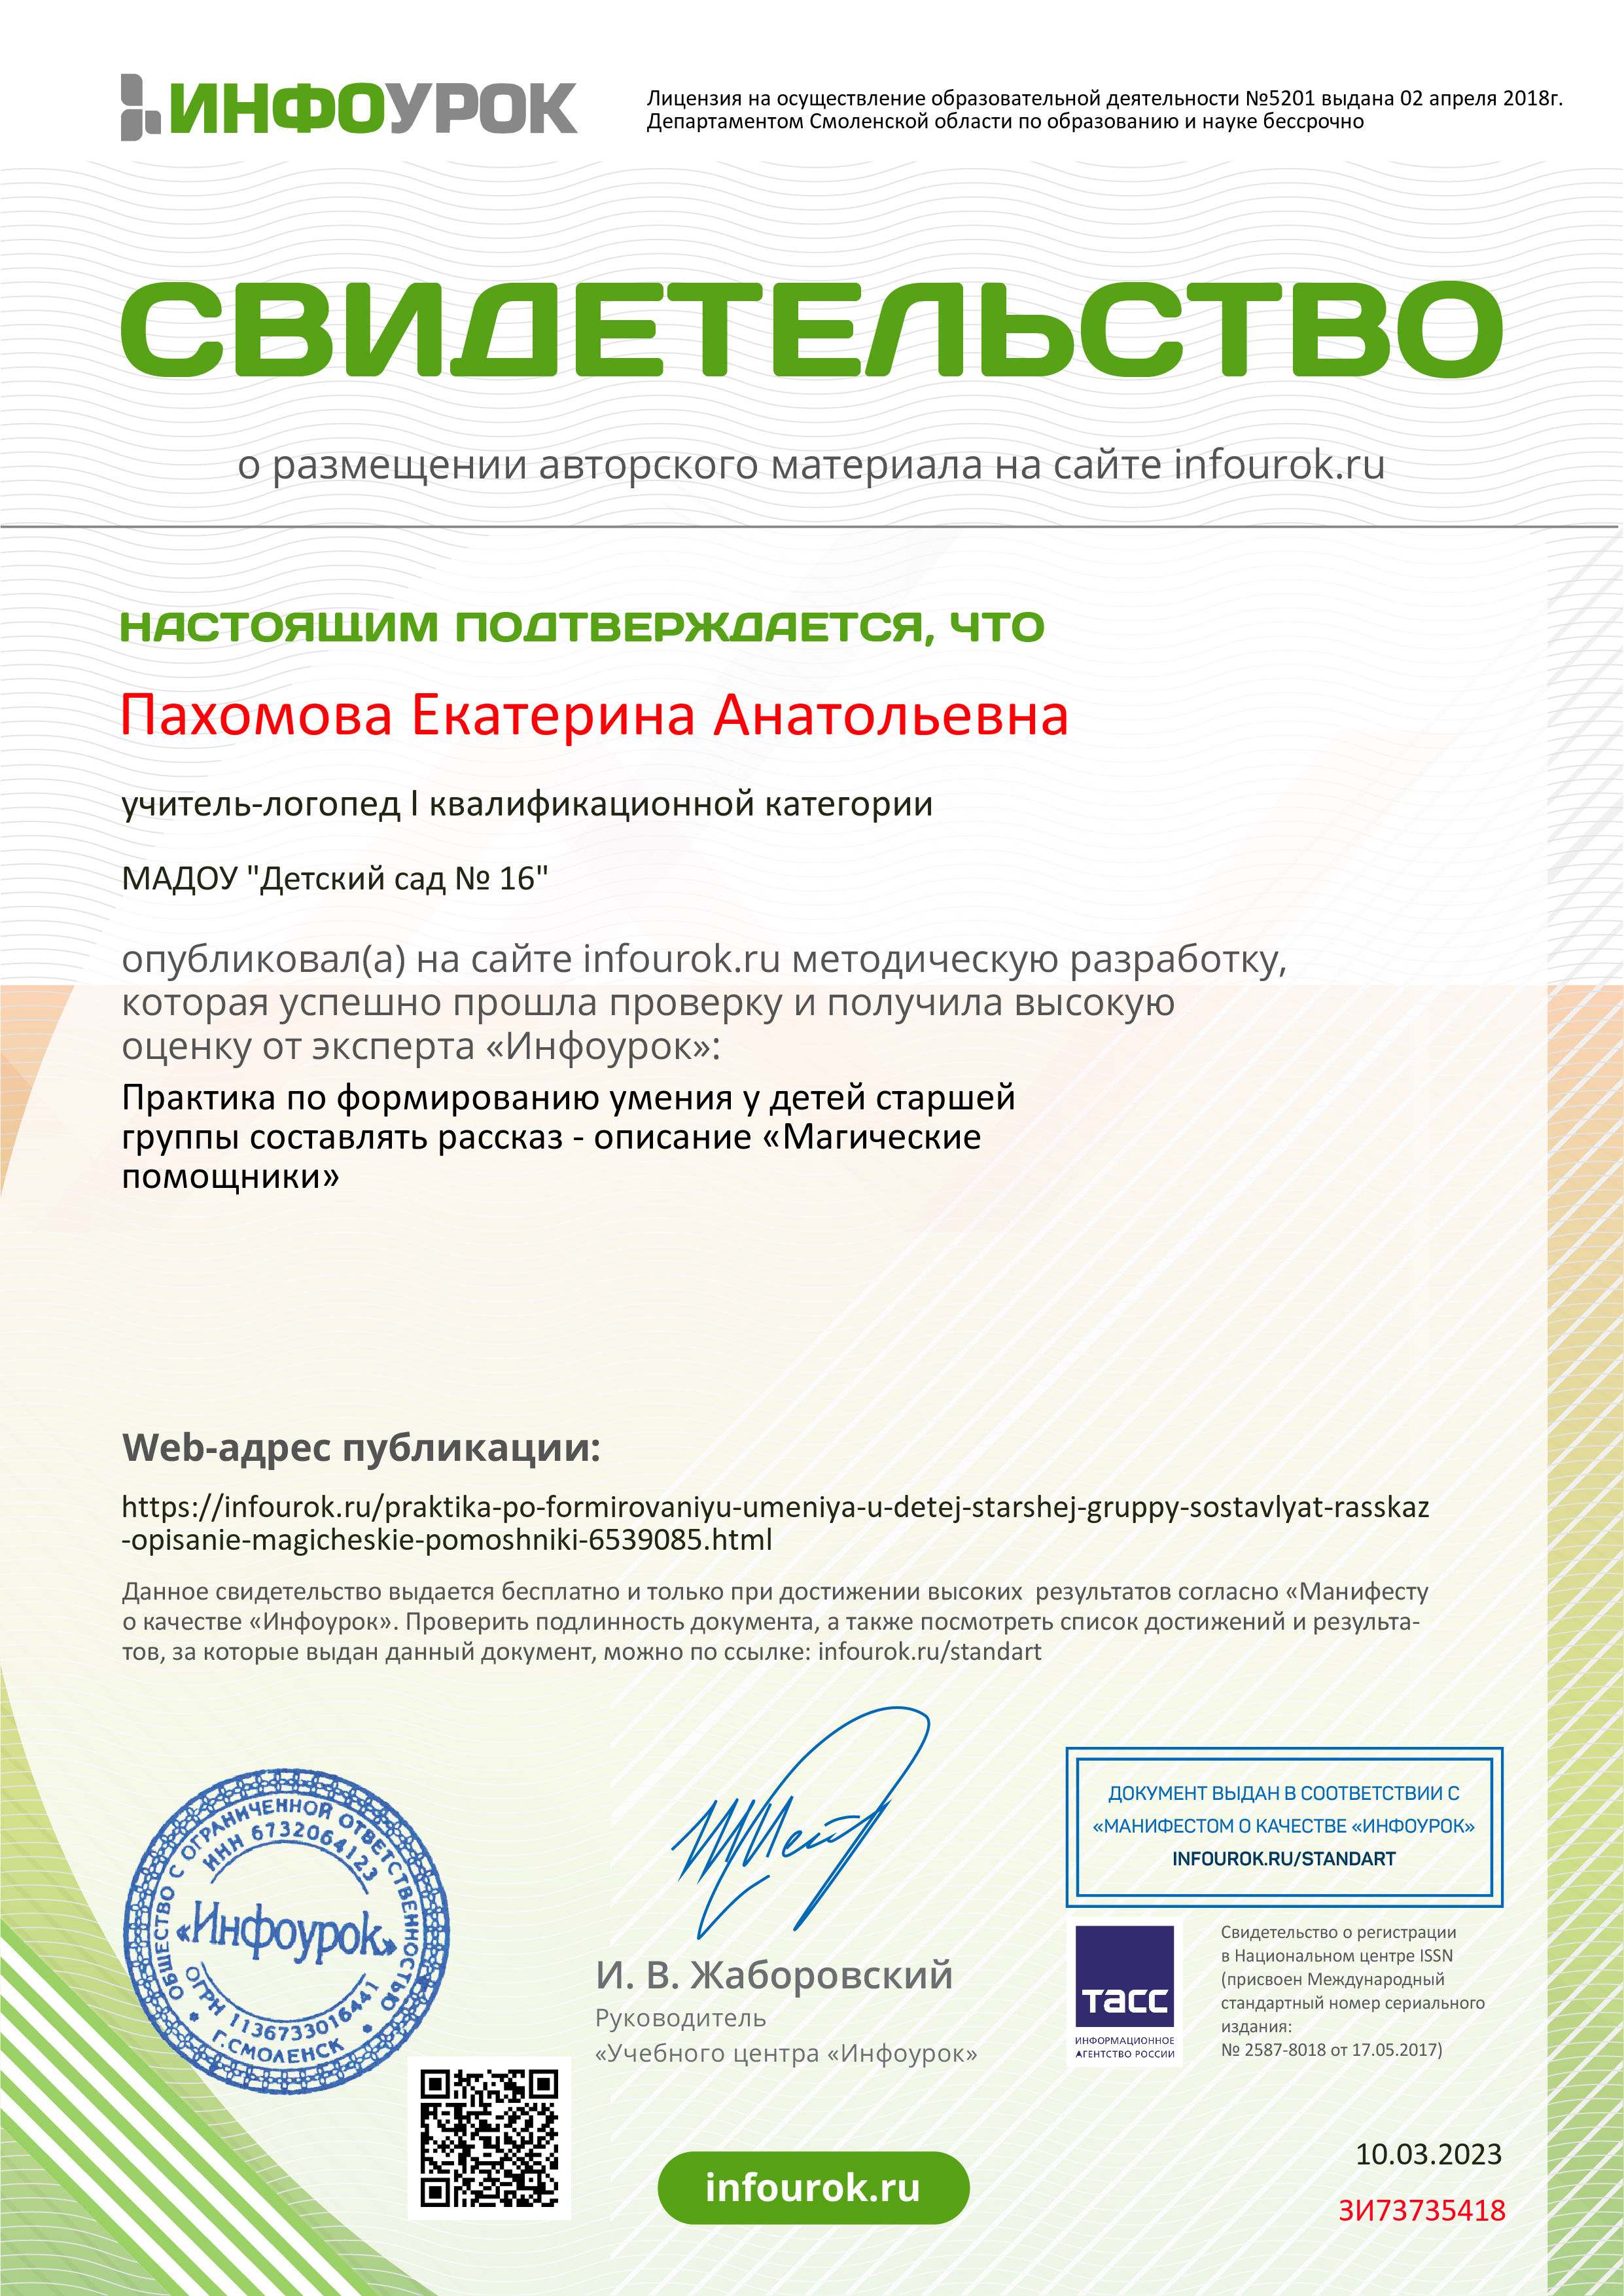 ИНФОУРОК
Лицензия на осуществление образовательной деятельности №5201 выдана 02 апреля 2018г.
Департаментом Смоленской области по образованию и науке бессрочно
СВИДЕТЕЛЬСТВО
о размещении авторского материала на сайте infourok.ru
НАСТОЯЩИМ ПОДТВЕРЖДАЕТСЯ, ЧТО
Пахомова Екатерина Анатольевна
учитель-логопед I квалификационной категории
МАДОУ "Детский сад № 16"
опубликовал(а) на сайте infourok.ru методическую разработку,
которая успешно прошла проверку и получила высокую
оценку от эксперта «Инфоурок»:
Практика по формированию умения у детей старшей
группы составлять рассказ - описание «Магические
помощники»
Web-адрес публикации:
https://infourok.ru/praktika-po-formirovaniyu-umeniya-u-detej-starshej-gruppy-sostavlyat-rasskaz
-opisanie-magicheskie-pomoshniki-6539085.html
Данное свидетельство выдается бесплатно и только при достижении высоких  результатов согласно «Манифесту
о качестве «Инфоурок». Проверить подлинность документа, а также посмотреть список достижений и результа-
тов, за которые выдан данный документ, можно по ссылке: infourok.ru/standart
ОБЩЕСТВО С ОГРАНИЧЕННОЙ ОТВЕТСТВЕННОСТЬЮ
ИНН 6732064123
«Инфоурок»
ОГРН 1136733016441
Г.СМОЛЕНСК
И. В. Жаборовский
Руководитель
«Учебного центра «Инфоурок»
ДОКУМЕНТ ВЫДАН В СООТВЕТСТВИИ С
«МАНИФЕСТОМ О КАЧЕСТВЕ «ИНФОУРОК»
INFOUROK.RU/STANDART
ТАСС
ИНФОРМАЦИОННОЕ
АГЕНТСТВО РОССИИ
Свидетельство о регистрации
в Национальном центре ISSN
(присвоен Международный
стандартный номер сериального
издания:
№ 2587-8018 от 17.05.2017)
infourok.ru
10.03.2023
ЗИ73735418